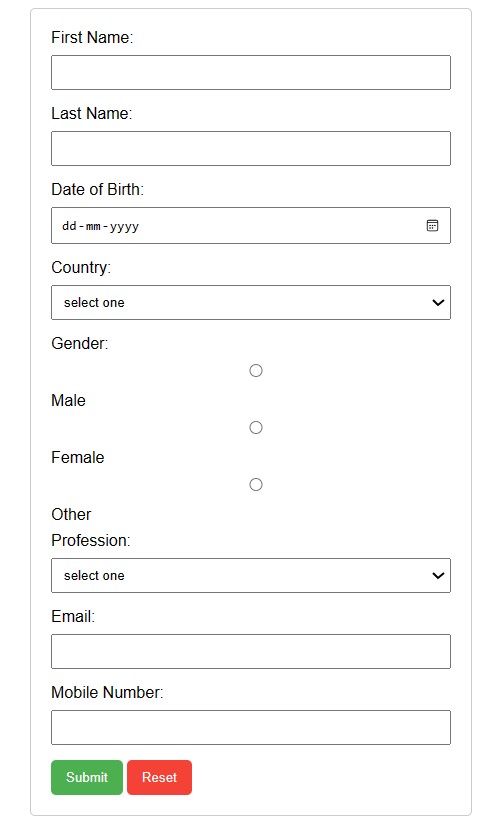 First Name:
Last Name:
Date of Birth:
dd-mm-yyyy
Country:
select one
Gender:
Male
Female
Other
Profession:
select one
Email:
Mobile Number:
Submit Reset